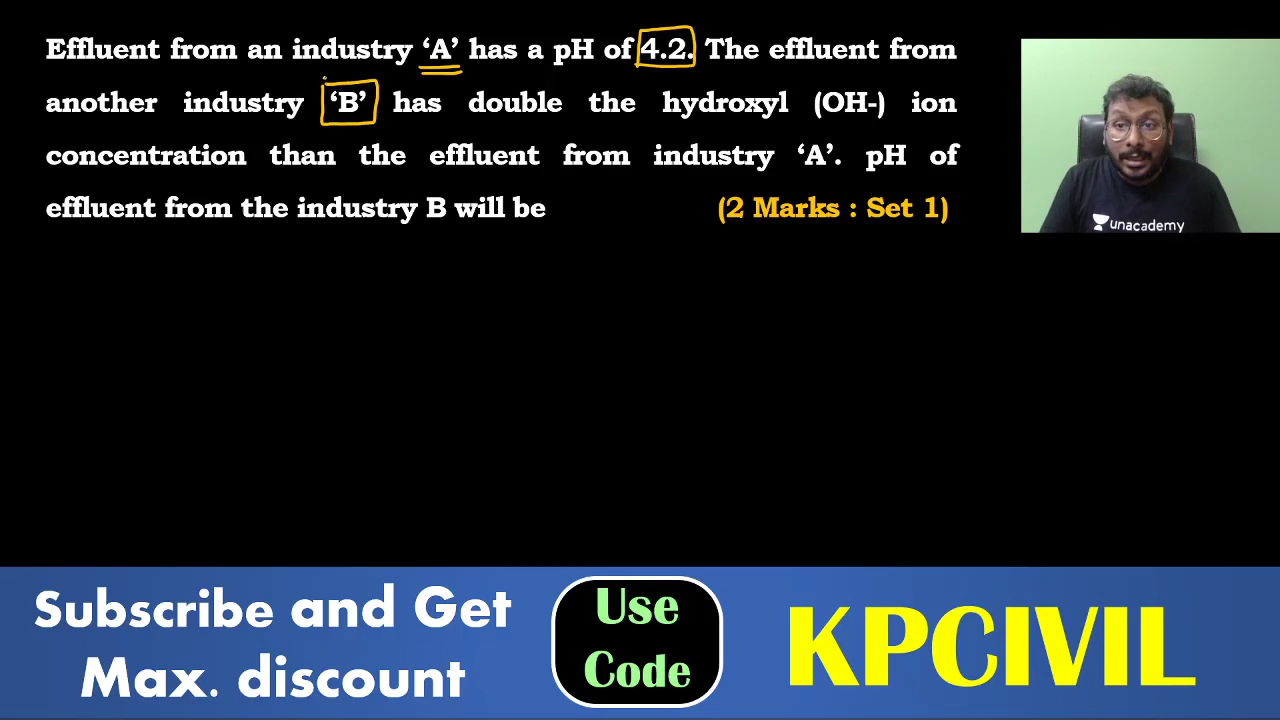 Effluent from an industry ‘A’ has a pH of 4.2. The effluent from
another industry ‘B’ has double the hydroxyl (OH-) ion
concentration than the effluent from industry ‘A’. pH of
effluent from the industry B will be
(2 Marks : Set 1)
unacademy
Subscribe and Get
Max. discount
Use
Code
KPCIVIL